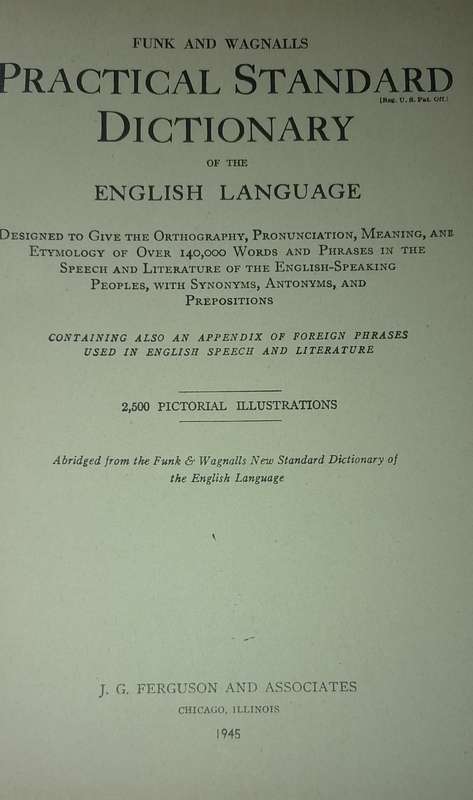 FUNK AND WAGNALLS
PRACTICAL STANDARD
[Reg. U. S. Pat. Off.]
DICTIONARY
OF THE
ENGLISH LANGUAGE
DESIGNED TO GIVE THE ORTHOGRAPHY, PRONUNCIATION, MEANING, AND
ETYMOLOGY OF OVER 140,000 WORDS AND PHRASES IN THE
SPEECH AND LITERATURE OF THE ENGLISH-SPEAKING
PEOPLES, WITH SYNONYMS, ANTONYMS, AND
PREPOSITIONS
CONTAINING ALSO AN APPENDIX OF FOREIGN PHRASES
USED IN ENGLISH SPEECH AND LITERATURE
2,500 PICTORIAL ILLUSTRATIONS
Abridged from the Funk & Wagnalls New Standard Dictionary of
the English Language
J. G. FERGUSON AND ASSOCIATES
CHICAGO, ILLINOIS
1945